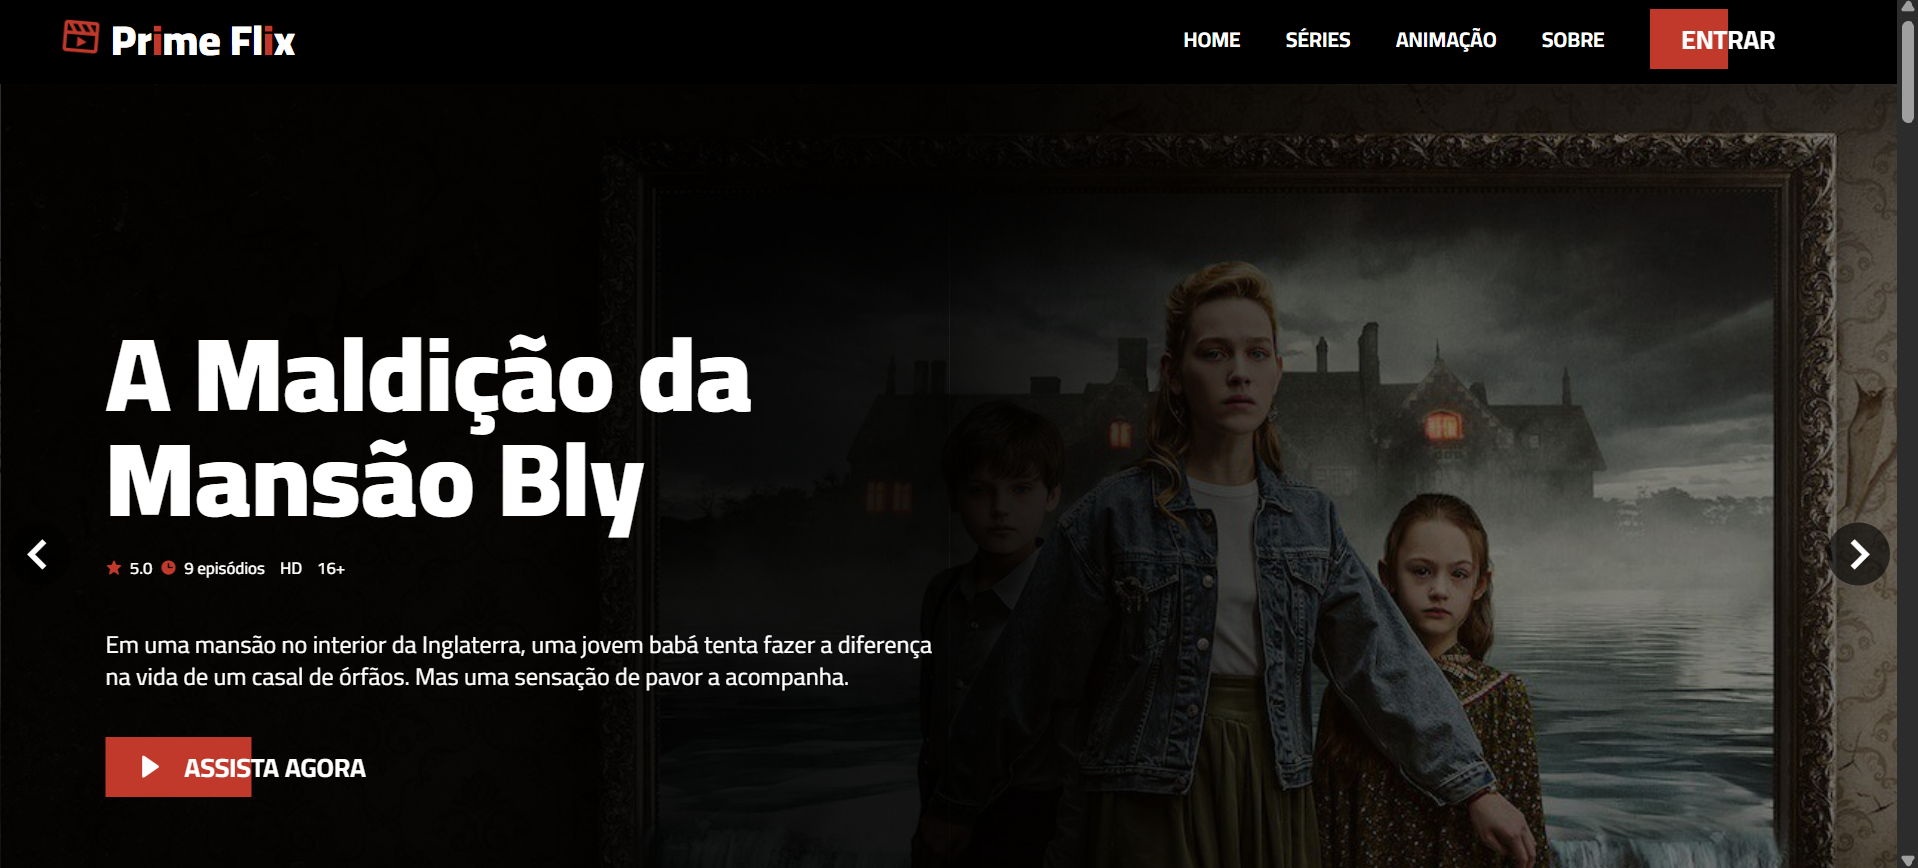 Prime Flix
HOME SÉRIES ANIMAÇÃO SOBRE ENTRAR
A Maldição da
Mansão Bly
5.0 9 episódios HD 16+
Em uma mansão no interior da Inglaterra, uma jovem babá tenta fazer a diferença
na vida de um casal de órfãos. Mas uma sensação de pavor a acompanha.
ASSISTA AGORA